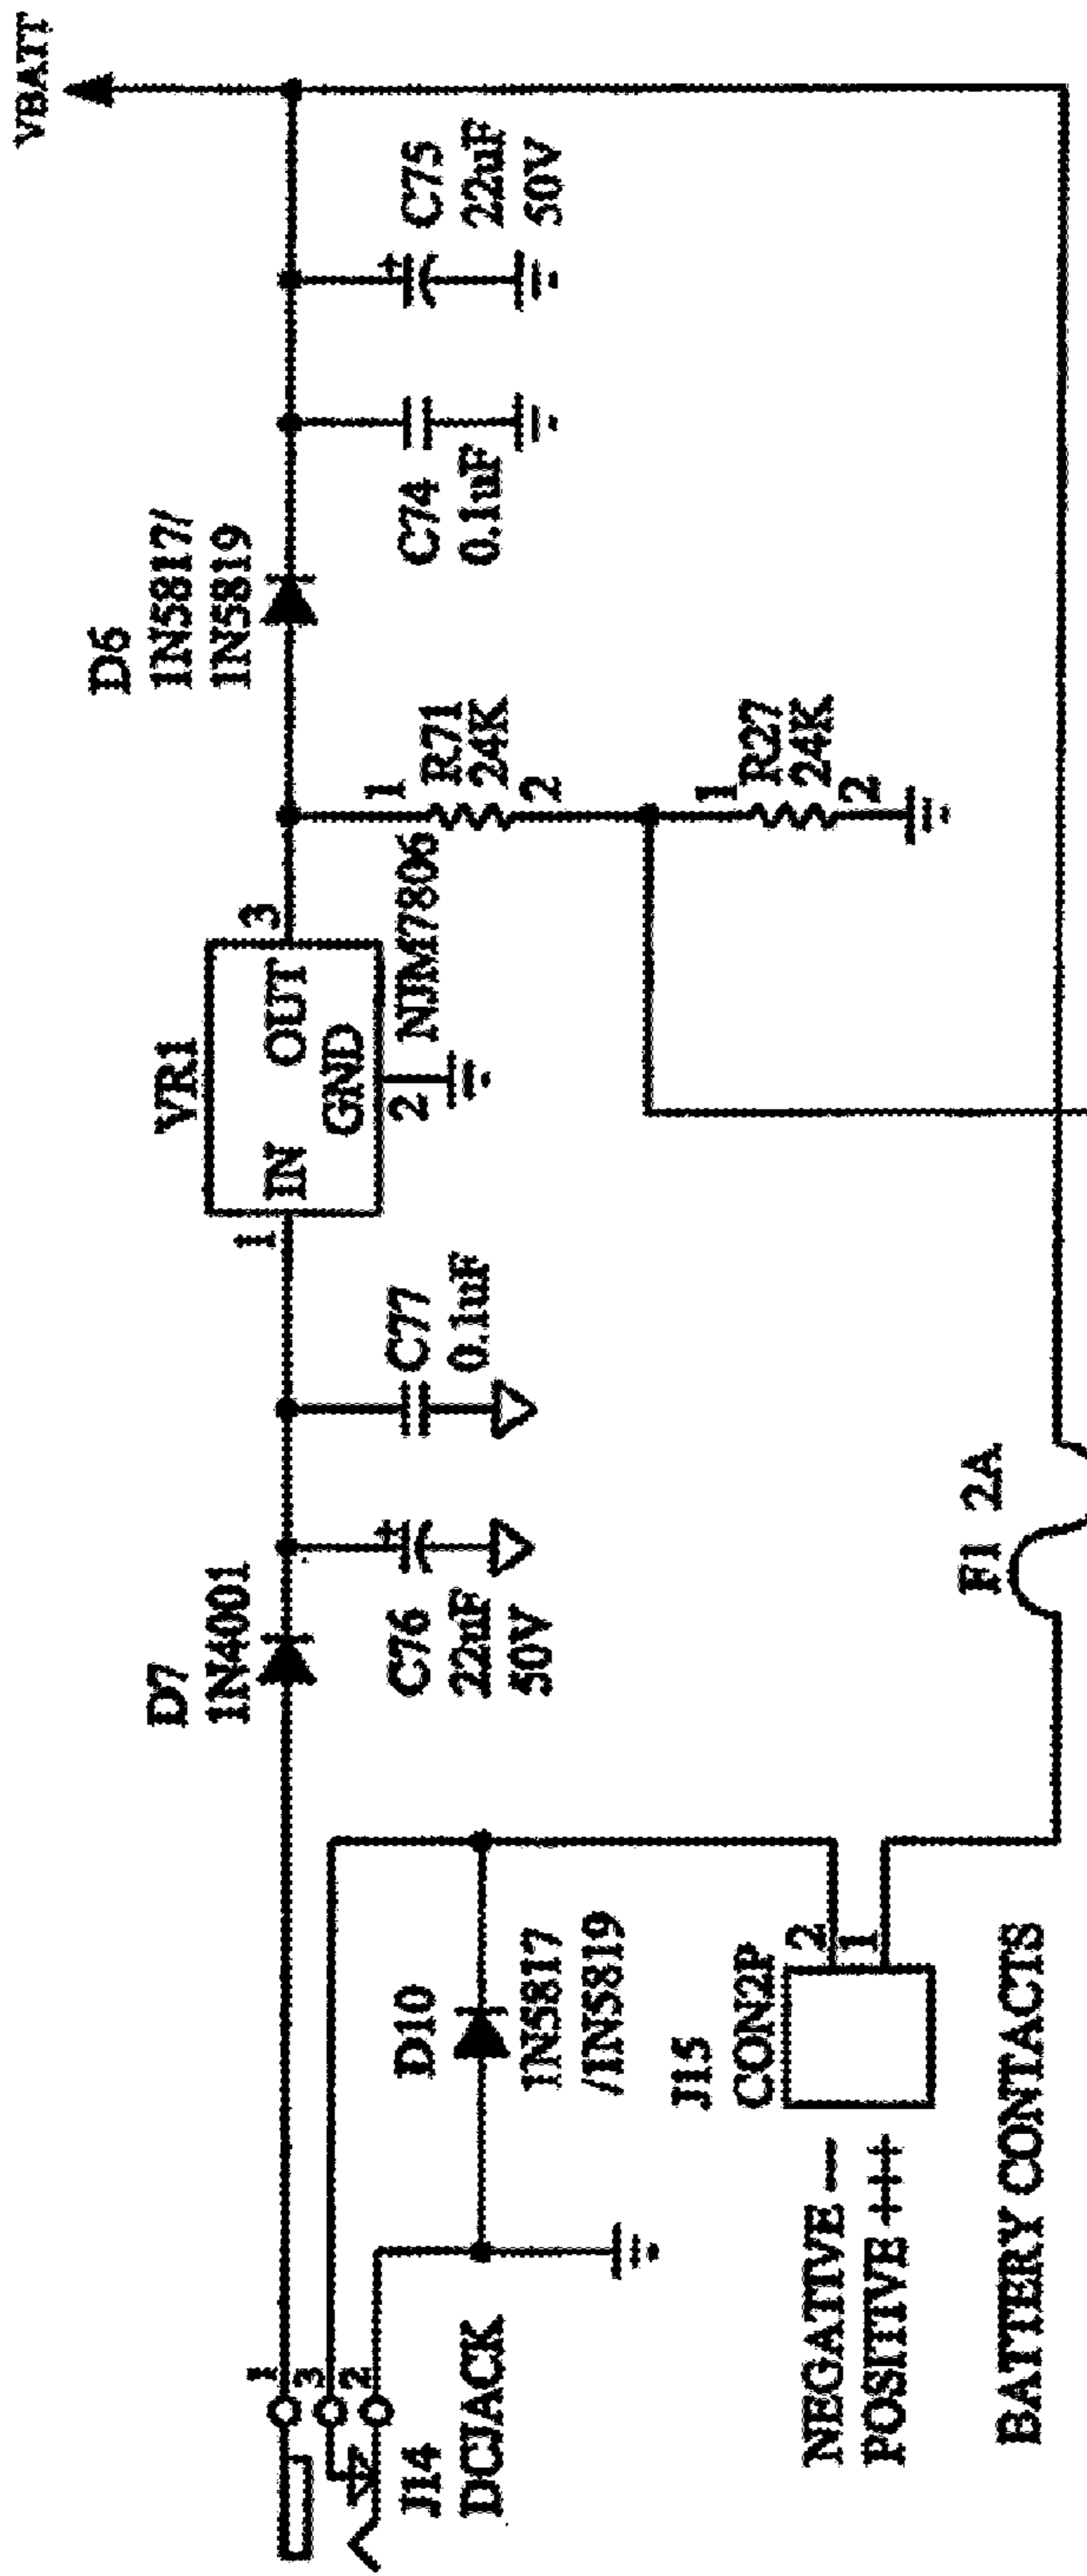 VBATT
D6
1N5817/
1N5819
C74
0.1uF
C75
22uF
50V
VR1
1
IN
OUT
3
GND
2
NJM7806
1
R71
24K
2
1
R27
24K
2
D7
1N4001
C76
22uF
50V
+
C77
0.1uF
+
1
3
2
J14
DCJACK
D10
1N5817
/1N5819
J15
CON2P
2
1
NEGATIVE −
POSITIVE +++
BATTERY CONTACTS
F1 2A